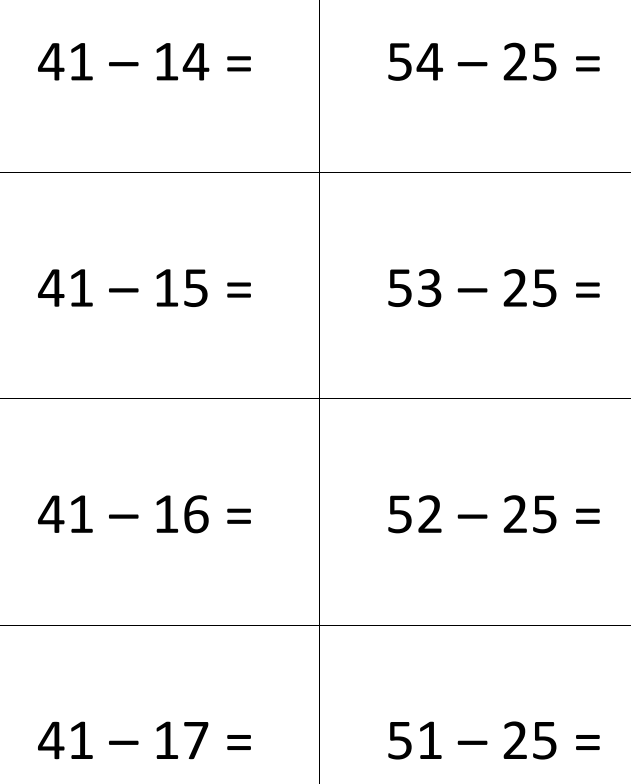 41 – 14 =
54 – 25 =
41 – 15 =
53 – 25 =
41 – 16 =
52 – 25 =
41 – 17 =
51 – 25 =